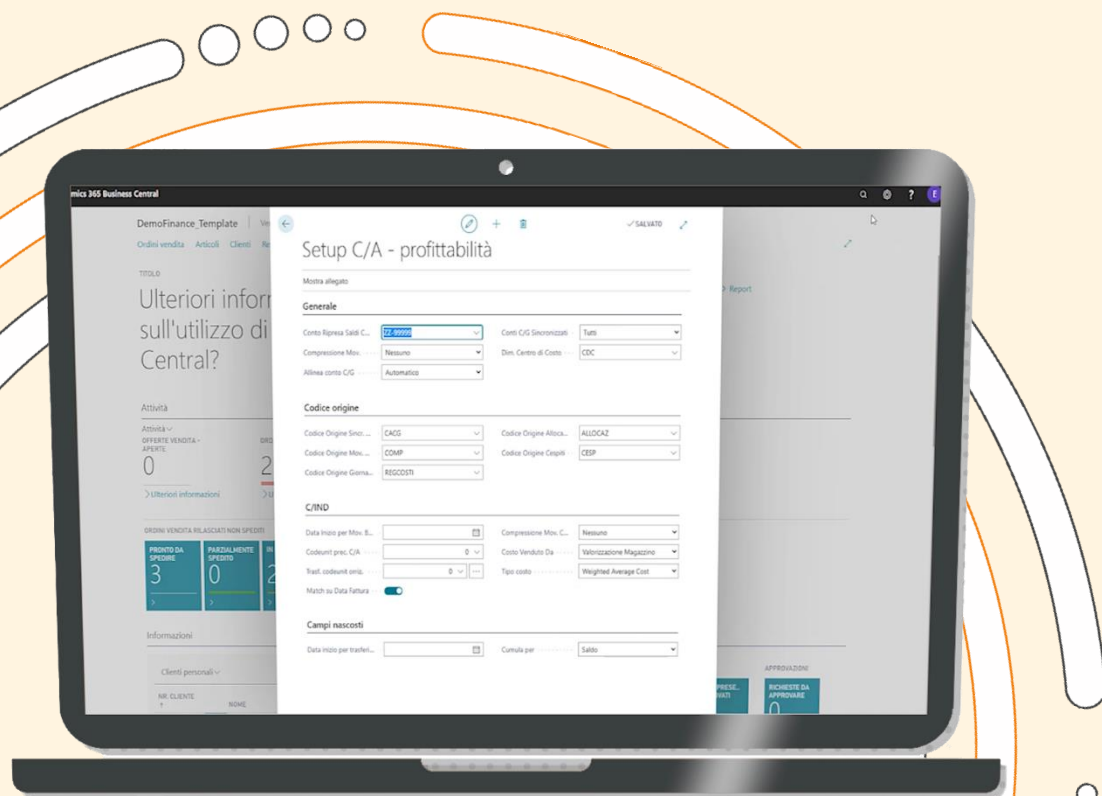 mics 365 Business Central
?
E
DemoFinance_Template
Ordini vendita Articoli Clienti
TITOLO
Ulteriori infor
sull'utilizzo di
Central?
Attività
Attività
OFFERTE VENDITA -
APERTE
0
2
> Ulteriori informazioni
ORDINI VENDITA RILASCIATI NON SPEDITI
PRONTO DA
SPEDIRE
3
PARZIALMENTE
SPEDITO
0
IN
2
Informazioni
Clienti personali
NR. CLIENTE
NOME
SALVATO
Setup C/A - profittabilità
Mostra allegato
Generale
Conto Ripresa Saldi C... ZZ-99999 Conti C/G Sincronizzati Tutti
Compressione Mov. Nessuno Dim. Centro di Costo CDC
Allinea conto C/G Automatico
Codice origine
Codice Origine Sincr. ... CACG Codice Origine Alloca... ALLOCAZ
Codice Origine Mov. ... COMP Codice Origine Cespiti CESP
Codice Origine Giorna... REGCOSTI
C/IND
Data Inizio per Mov. B... Compressione Mov. C... Nessuno
Codeunit prec. C/A 0 Costo Venduto Da Valorizzazione Magazzino
Trasf. codeunit orig. 0 ... Tipo costo Weighted Average Cost
Match su Data Fattura
Campi nascosti
Data inizio per trasferi... Cumula per Saldo
> Report
APPROVAZIONI
RICHIESTE DA
APPROVARE
0